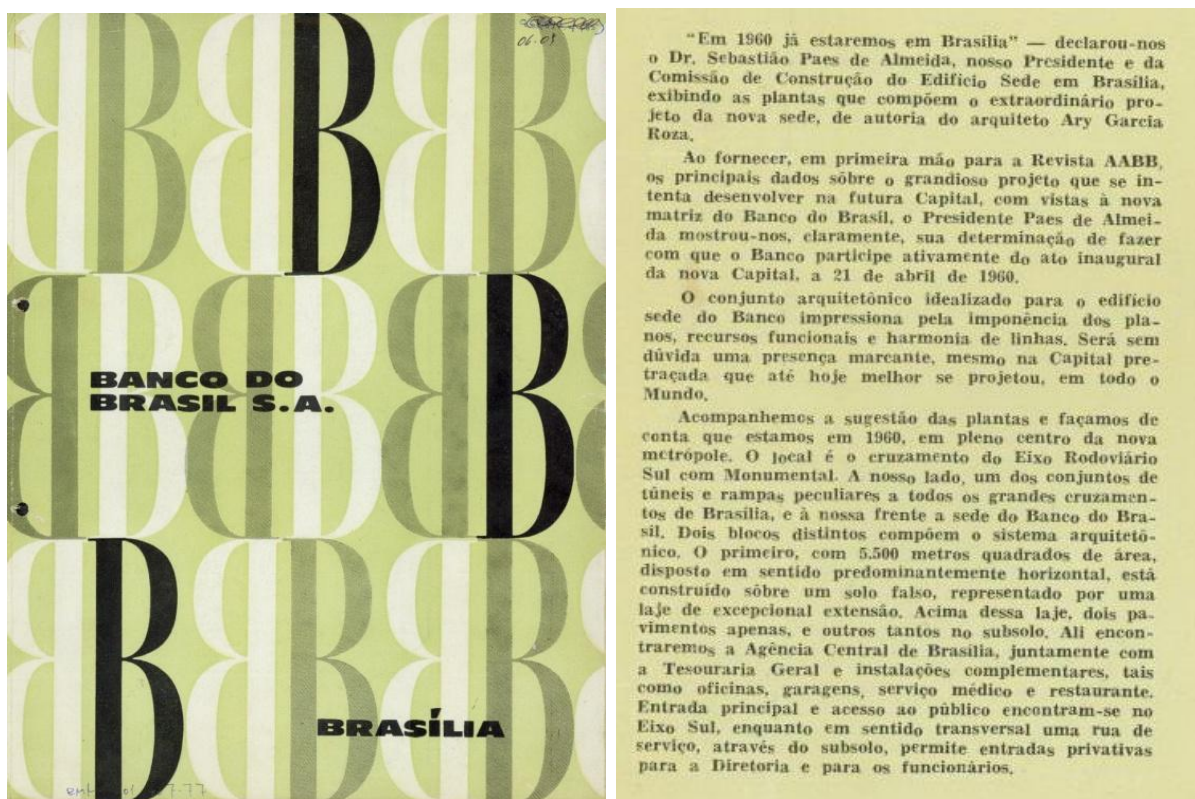 06.01
BANCO DO
BRASIL S.A.
BRASÍLIA
"Em 1960 já estaremos em Brasília" — declarou-nos
o Dr. Sebastião Paes de Almeida, nosso Presidente e da
Comissão de Construção do Edifício Sede em Brasília,
exibindo as plantas que compõem o extraordinário pro-
jeto da nova sede, de autoria do arquiteto Ary Garcia
Roza.
Ao fornecer, em primeira mão para a Revista AABB,
os principais dados sôbre o grandioso projeto que se in-
tenta desenvolver na futura Capital, com vistas à nova
matriz do Banco do Brasil, o Presidente Paes de Almei-
da mostrou-nos, claramente, sua determinação de fazer
com que o Banco participe ativamente do ato inaugural
da nova Capital, a 21 de abril de 1960.
O conjunto arquitetônico idealizado para o edifício
sede do Banco impressiona pela imponência dos pla-
nos, recursos funcionais e harmonia de linhas. Será sem
dúvida uma presença marcante, mesmo na Capital pre-
traçada que até hoje melhor se projetou, em todo o
Mundo.
Acompanhemos a sugestão das plantas e façamos de
conta que estamos em 1960, em pleno centro da nova
metrópole. O local é o cruzamento do Eixo Rodoviário
Sul com Monumental. A nosso lado, um dos conjuntos de
túneis e rampas peculiares a todos os grandes cruzamen-
tos de Brasília, e à nossa frente a sede do Banco do Bra-
sil. Dois blocos distintos compõem o sistema arquitetô-
nico. O primeiro, com 5.500 metros quadrados de área,
disposto em sentido predominantemente horizontal, está
construído sôbre um solo falso, representado por uma
laje de excepcional extensão. Acima dessa laje, dois pa-
vimentos apenas, e outros tantos no subsolo. Ali encon-
traremos a Agência Central de Brasília, juntamente com
a Tesouraria Geral e instalações complementares, tais
como oficinas, garagens, serviço médico e restaurante.
Entrada principal e acesso ao público encontram-se no
Eixo Sul, enquanto em sentido transversal uma rua de
serviço, através do subsolo, permite entradas privativas
para a Diretoria e para os funcionários.